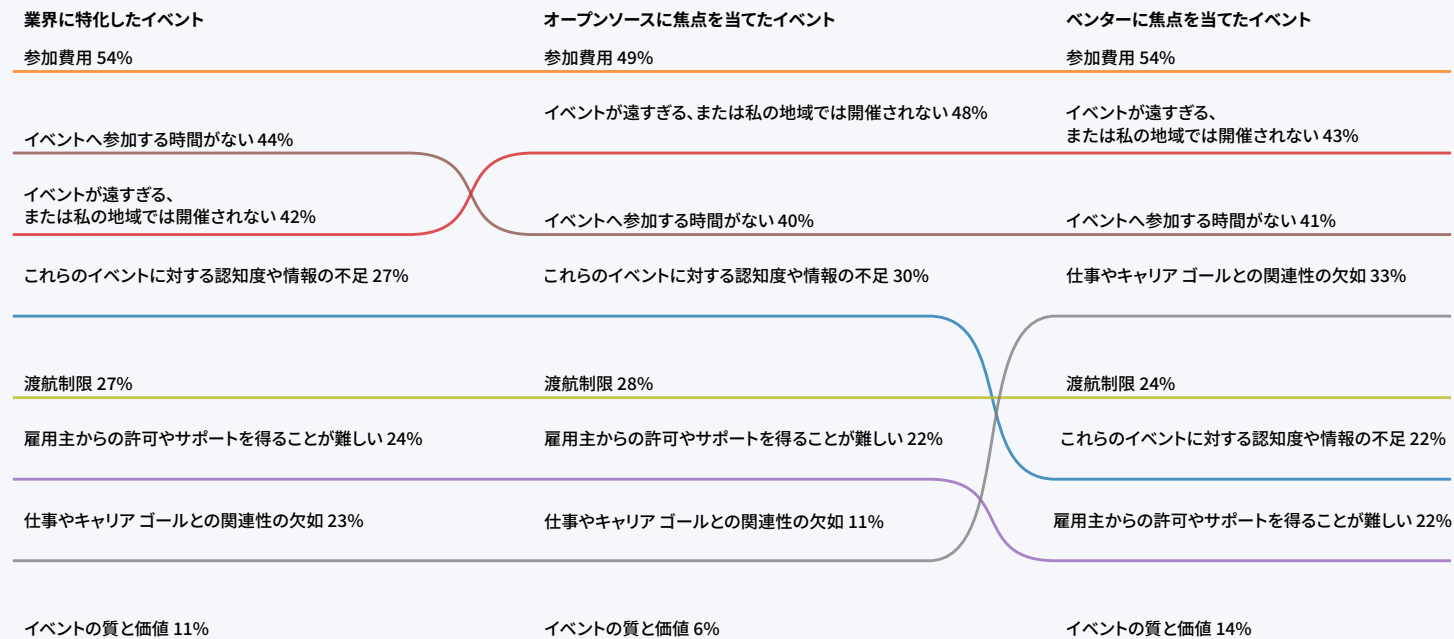 業界に特化したイベント
参加費用 54%
イベントへ参加する時間がない 44%
イベントが遠すぎる、
または私の地域では開催されない 42%
これらのイベントに対する認知度や情報の不足 27%
渡航制限 27%
雇用主からの許可やサポートを得ることが難しい 24%
仕事やキャリア ゴールとの関連性の欠如 23%
イベントの質と価値 11%
オープンソースに焦点を当てたイベント
参加費用 49%
イベントが遠すぎる、または私の地域では開催されない 48%
イベントへ参加する時間がない 40%
これらのイベントに対する認知度や情報の不足 30%
渡航制限 28%
雇用主からの許可やサポートを得ることが難しい 22%
仕事やキャリア ゴールとの関連性の欠如 11%
イベントの質と価値 6%
ベンターに焦点を当てたイベント
参加費用 54%
イベントが遠すぎる、
または私の地域では開催されない 43%
イベントへ参加する時間がない 41%
仕事やキャリア ゴールとの関連性の欠如 33%
渡航制限 24%
これらのイベントに対する認知度や情報の不足 22%
雇用主からの許可やサポートを得ることが難しい 22%
イベントの質と価値 14%